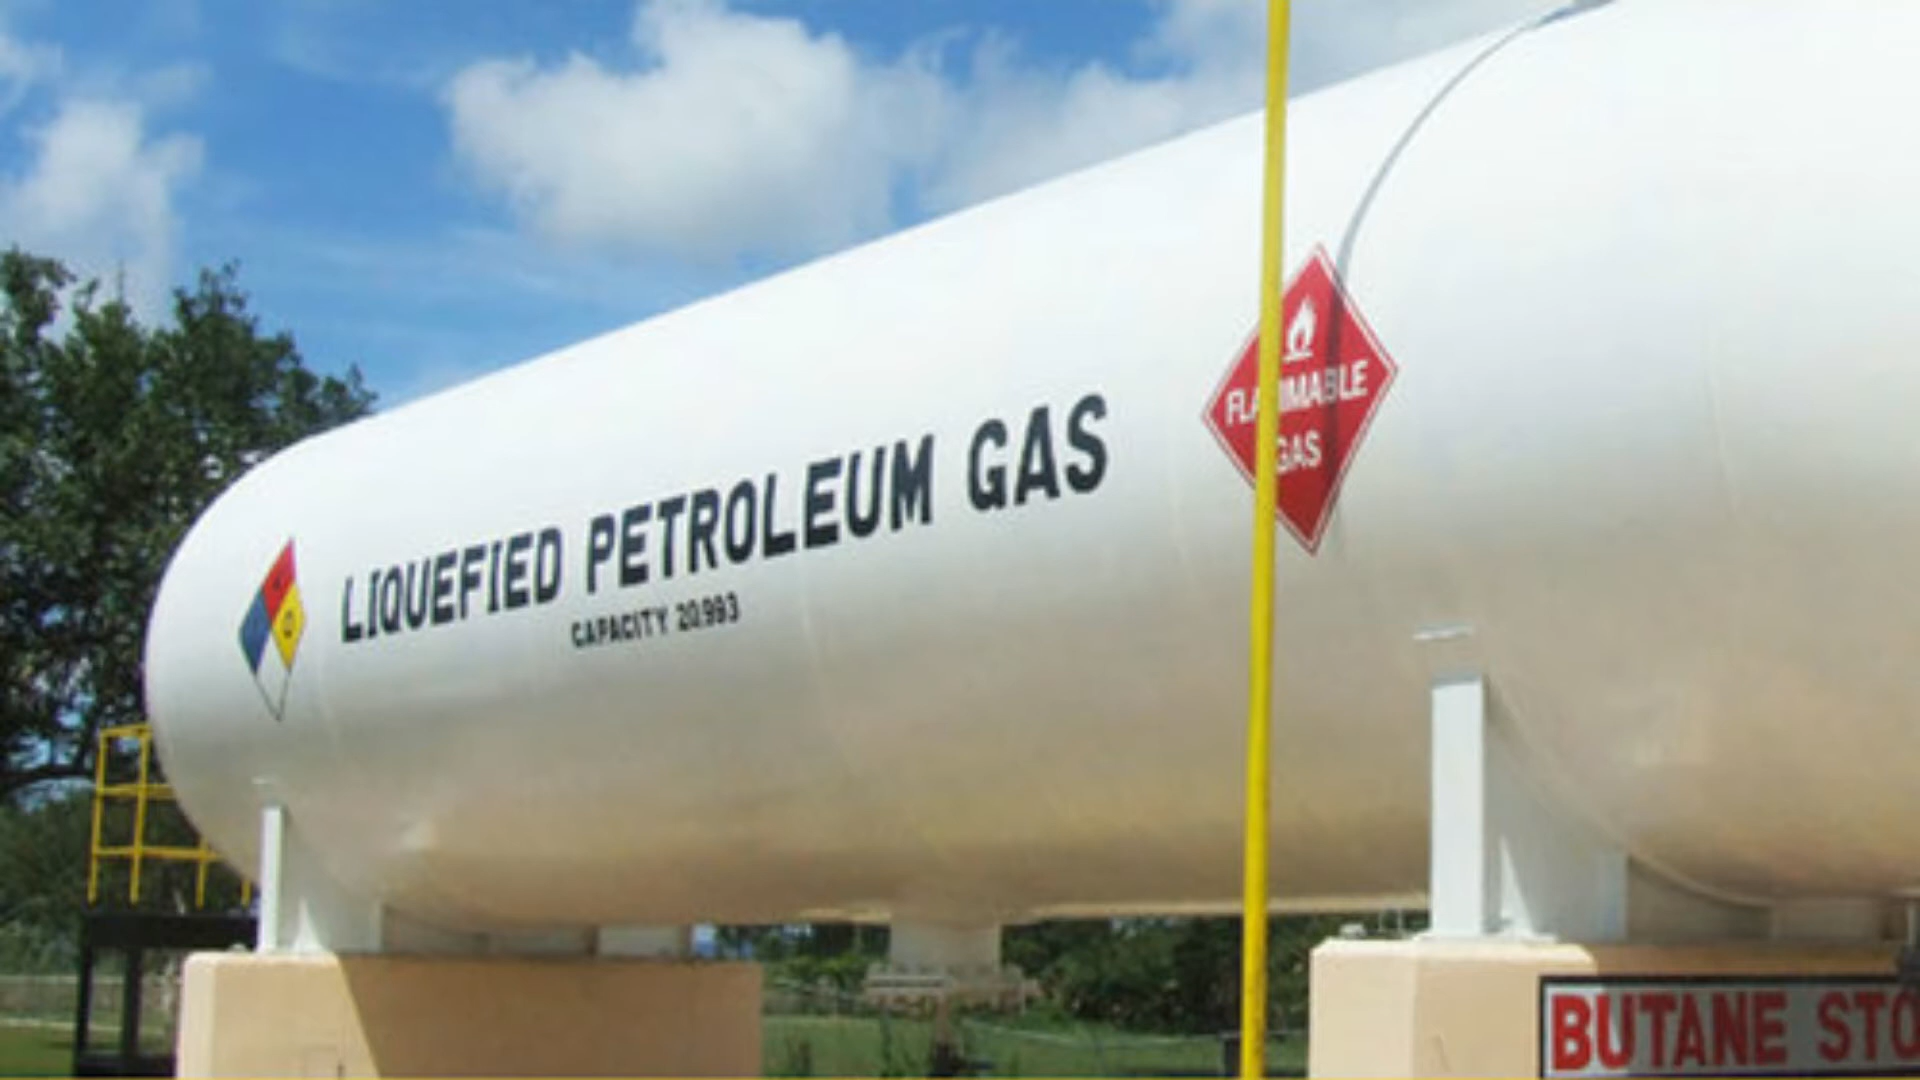 LIQUEFIED PETROLEUM GAS
CAPACITY 20,993
FLAMMABLE
GAS
BUTANE STO